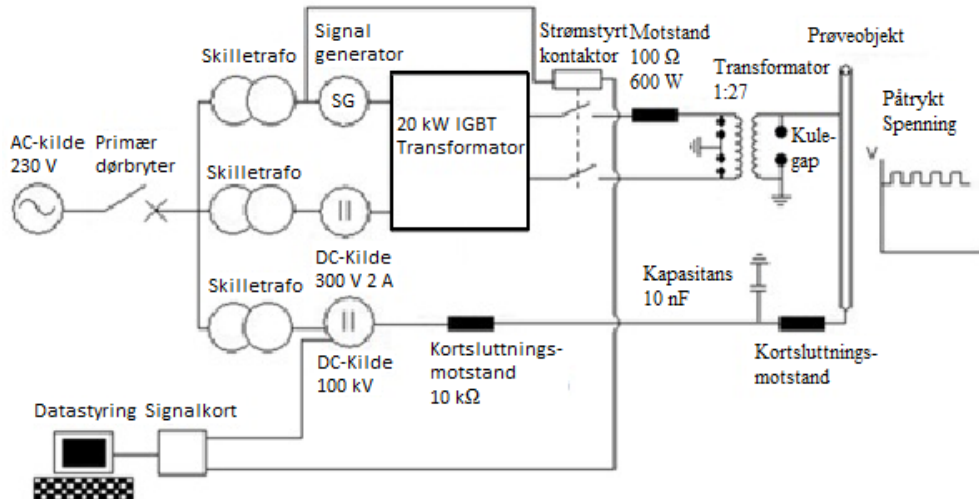 Skilletrafo
Signal
generator
Strømstyrt
kontaktor
Motstand
100 Ω
600 W
Transformator
1:27
Prøveobjekt
Påtrykt
Spenning
V
AC-kilde
230 V
Primær
dørbryter
SG
20 kW IGBT
Transformator
Kule-
gap
Skilletrafo
DC-Kilde
300 V 2 A
Skilletrafo
DC-Kilde
100 kV
Kapasitans
10 nF
Kortsluttnings-
motstand
10 kΩ
Kortsluttnings-
motstand
Datastyring Signalkort